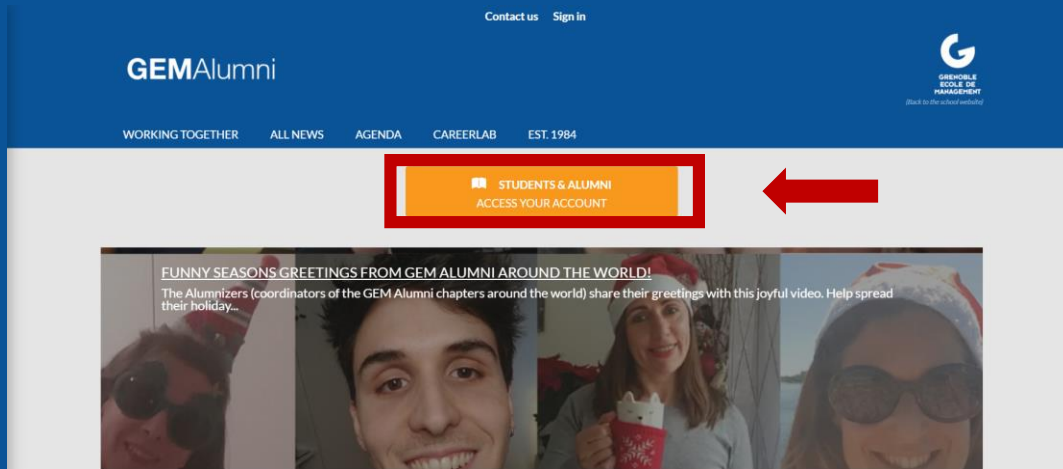 Contact us Sign in
GEMAlumni
GRENOBLE
ECOLE DE
MANAGEMENT
(Back to the school website)
WORKING TOGETHER ALL NEWS AGENDA CAREERLAB EST. 1984
STUDENTS & ALUMNI
ACCESS YOUR ACCOUNT
FUNNY SEASONS GREETINGS FROM GEM ALUMNI AROUND THE WORLD!
The Alumnizers (coordinators of the GEM Alumni chapters around the world) share their greetings with this joyful video. Help spread
their holiday...